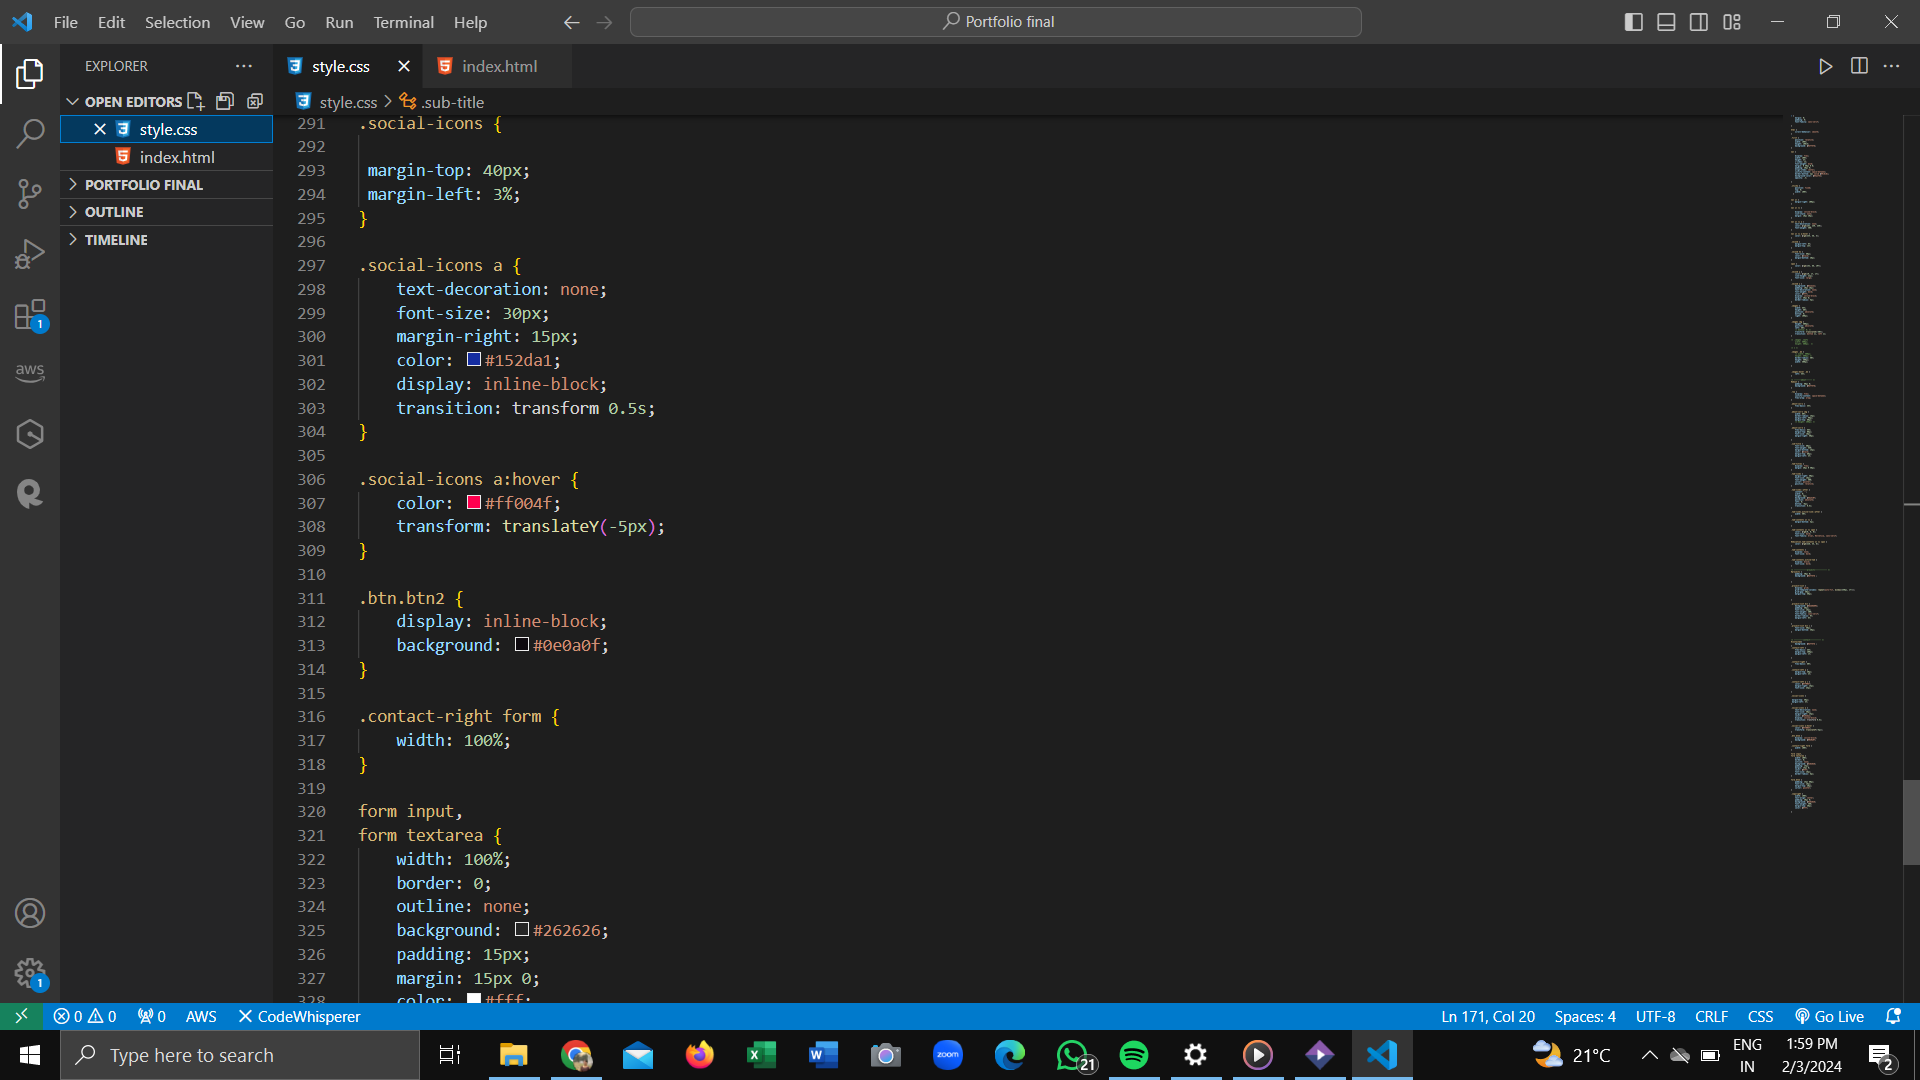 File Edit Selection View Go Run Terminal Help
Portfolio final
EXPLORER
OPEN EDITORS
style.css
index.html
PORTFOLIO FINAL
OUTLINE
TIMELINE
aws
1
1
style.css
index.html
style.css > .sub-title
291 .social-icons {
292
293 margin-top: 40px;
294 margin-left: 3%;
295 }
296
297 .social-icons a {
298 text-decoration: none;
299 font-size: 30px;
300 margin-right: 15px;
301 color: #152da1;
302 display: inline-block;
303 transition: transform 0.5s;
304 }
305
306 .social-icons a:hover {
307 color: #ff004f;
308 transform: translateY(-5px);
309 }
310
311 .btn.btn2 {
312 display: inline-block;
313 background: #0e0a0f;
314 }
315
316 .contact-right form {
317 width: 100%;
318 }
319
320 form input,
321 form textarea {
322 width: 100%;
323 border: 0;
324 outline: none;
325 background: #262626;
326 padding: 15px;
327 margin: 15px 0;
328 color: #fff;
0 0 0 AWS CodeWhisperer
Ln 171, Col 20 Spaces: 4 UTF-8 CRLF CSS Go Live
Type here to search
zoom
21
21°C
ENG
IN
1:59 PM
2/3/2024
2